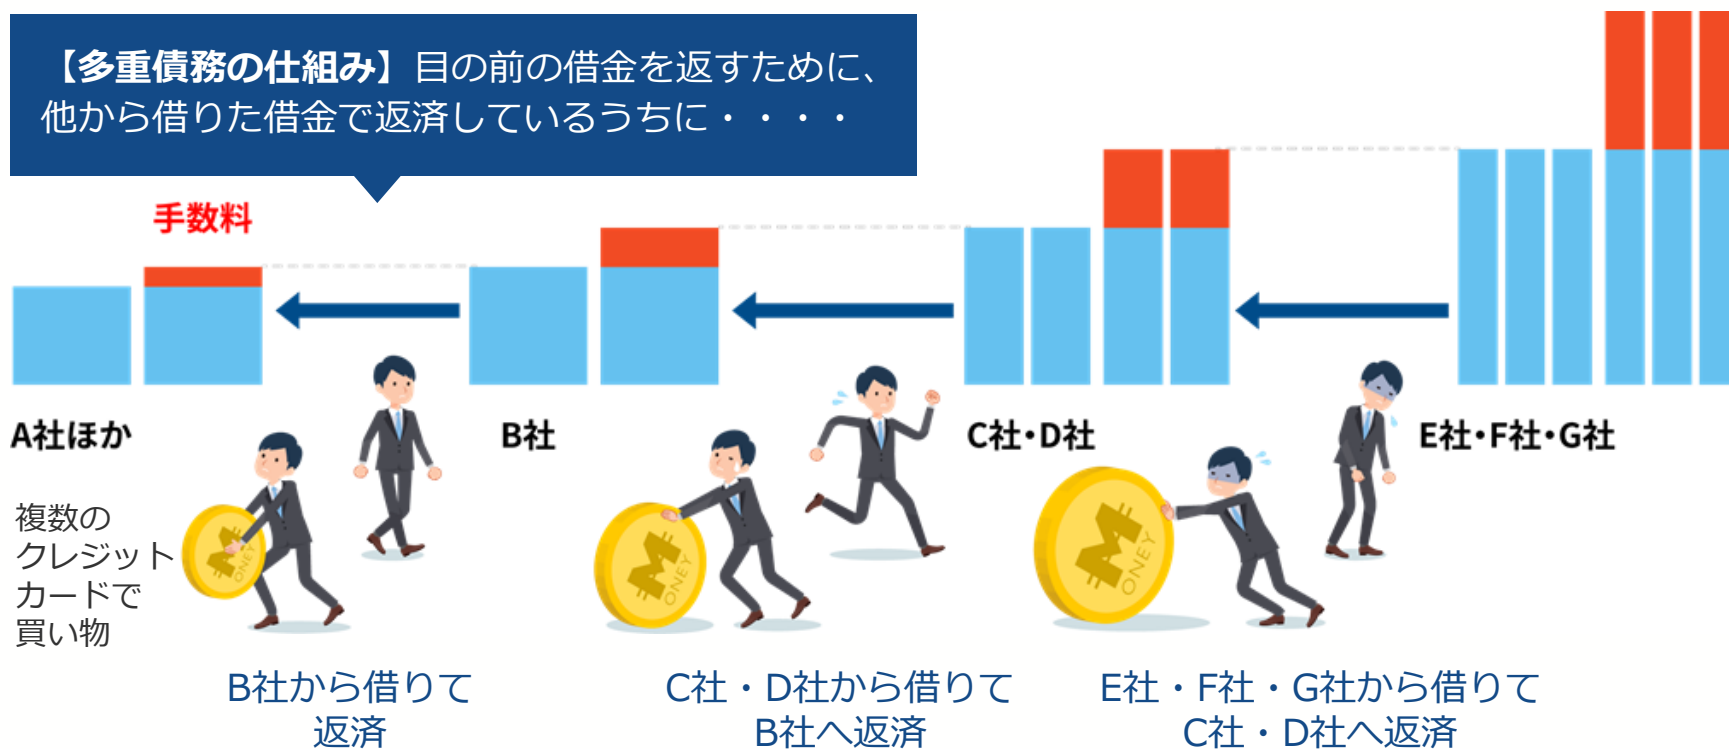 【多重債務の仕組み】目の前の借金を返すために、
他から借りた借金で返済しているうちに・・・・
手数料
A社ほか
B社
C社・D社
E社・F社・G社
複数の
クレジット
カードで
買い物
M
ONEY
M
ONEY
M
ONEY
B社から借りて
返済
C社・D社から借りて
B社へ返済
E社・F社・G社から借りて
C社・D社へ返済